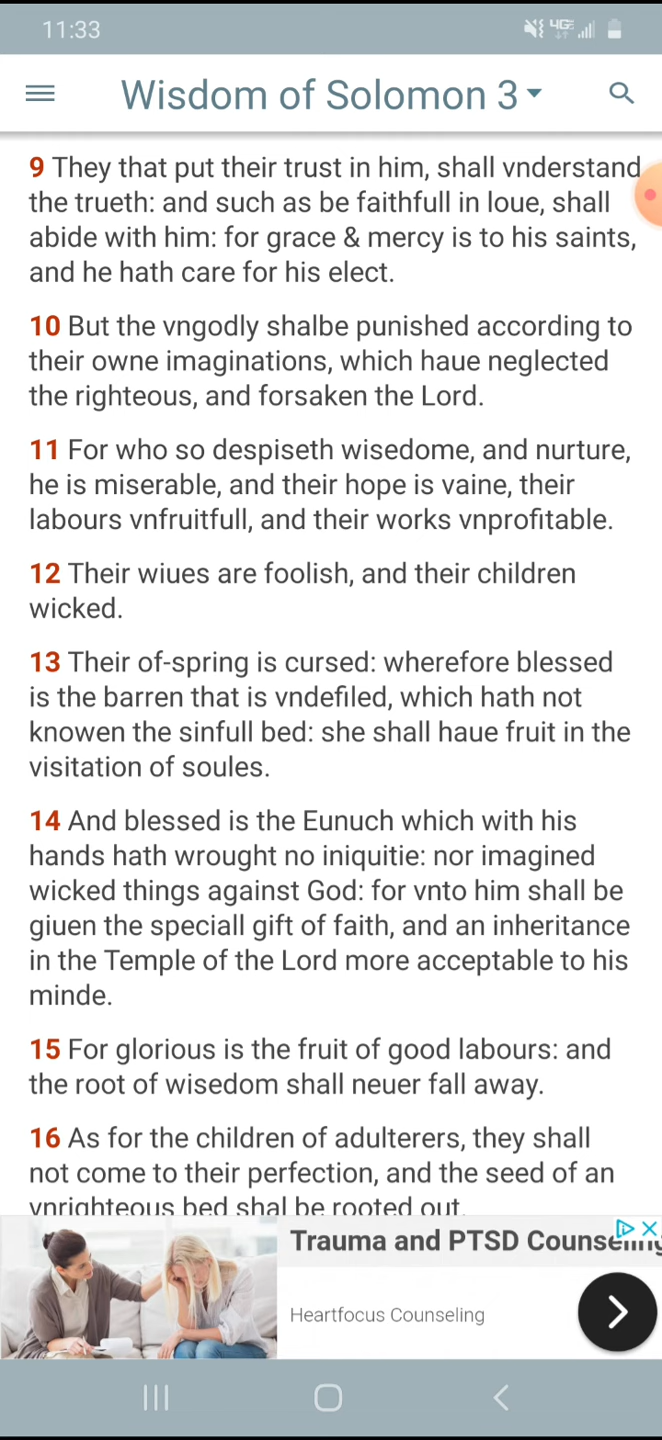 11:33
4GE
Wisdom of Solomon 3
9 They that put their trust in him, shall vnderstand
the trueth: and such as be faithfull in loue, shall
abide with him: for grace & mercy is to his saints,
and he hath care for his elect.
10 But the vngodly shalbe punished according to
their owne imaginations, which haue neglected
the righteous, and forsaken the Lord.
11 For who so despiseth wisedome, and nurture,
he is miserable, and their hope is vaine, their
labours vnfruitfull, and their works vnprofitable.
12 Their wiues are foolish, and their children
wicked.
13 Their of-spring is cursed: wherefore blessed
is the barren that is vndefiled, which hath not
knowen the sinfull bed: she shall haue fruit in the
visitation of soules.
14 And blessed is the Eunuch which with his
hands hath wrought no iniquitie: nor imagined
wicked things against God: for vnto him shall be
giuen the speciall gift of faith, and an inheritance
in the Temple of the Lord more acceptable to his
minde.
15 For glorious is the fruit of good labours: and
the root of wisedom shall neuer fall away.
16 As for the children of adulterers, they shall
not come to their perfection, and the seed of an
vnrighteous bed shal be rooted out.
Trauma and PTSD Counseling
Heartfocus Counseling